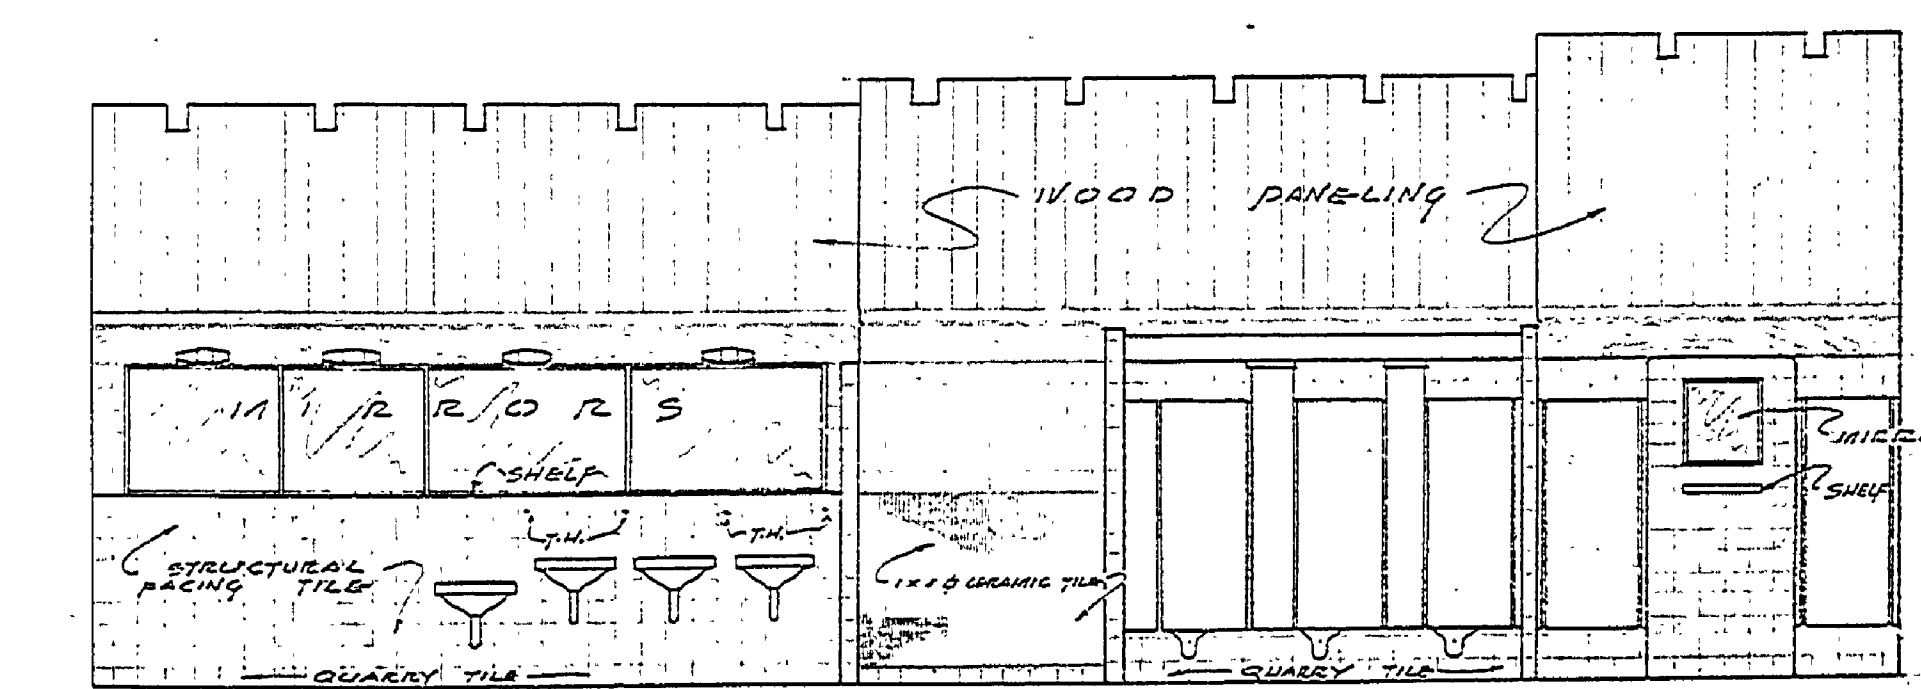 WOOD PANELING
MIRRORS
SHELF
T.H. T.H.
STRUCTURAL
FACING TILE
1x1 ⌀ CERAMIC TILE
SHELF
QUARRY TILE
QUARRY TILE